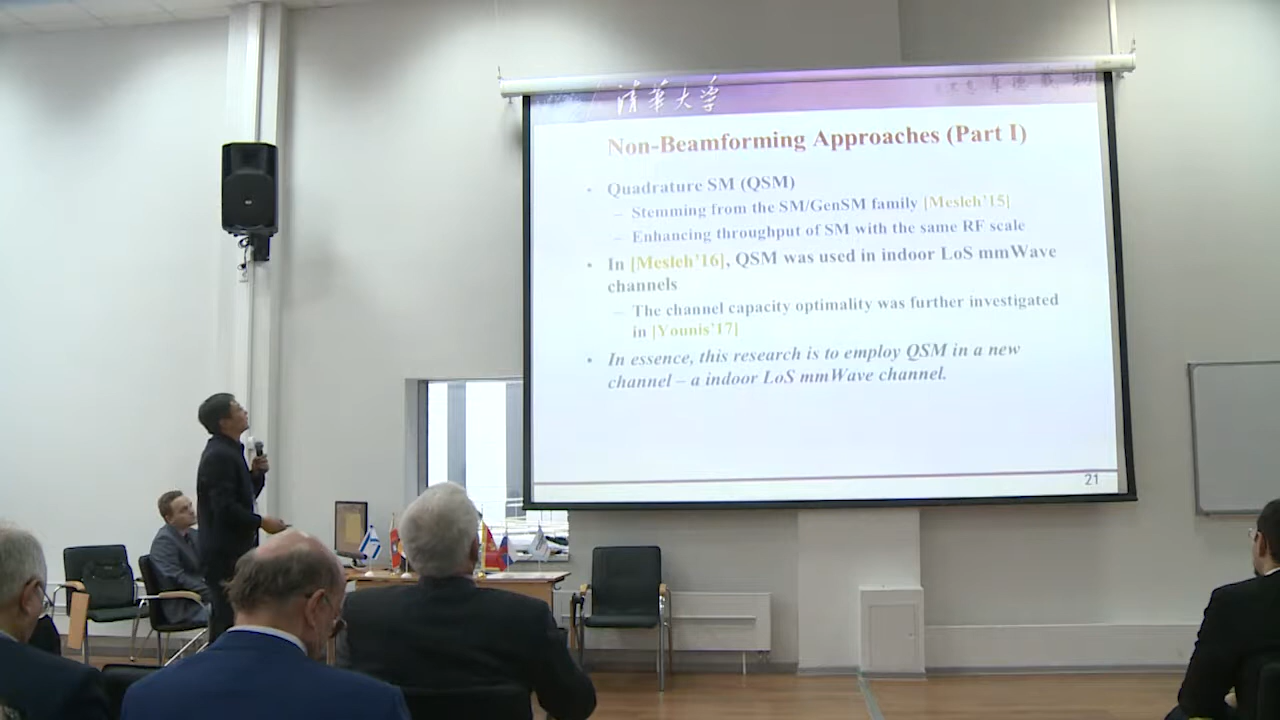 清华大学
Non-Beamforming Approaches (Part I)
• Quadrature SM (QSM)
– Stemming from the SM/GenSM family [Mesleh'15]
– Enhancing throughput of SM with the same RF scale
• In [Mesleh'16], QSM was used in indoor LoS mmWave
channels
– The channel capacity optimality was further investigated
in [Younis'17]
• In essence, this research is to employ QSM in a new
channel – a indoor LoS mmWave channel.
21